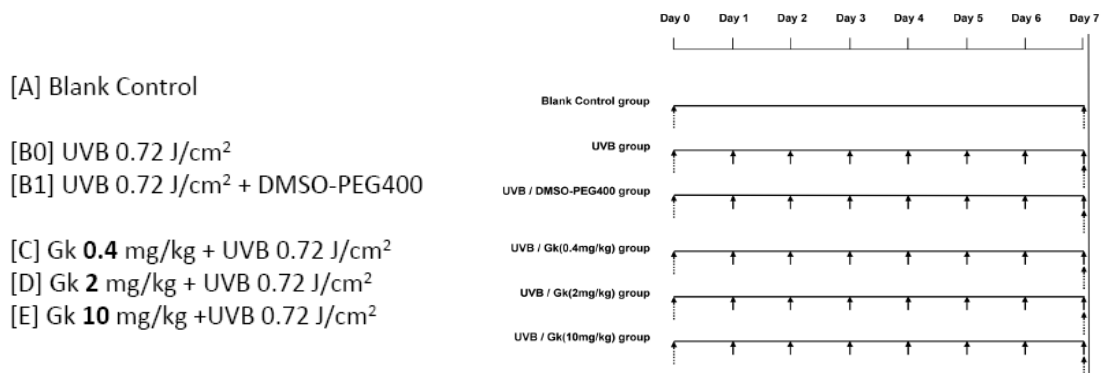 Day 0 Day 1 Day 2 Day 3 Day 4 Day 5 Day 6 Day 7
[A] Blank Control
[B0] UVB 0.72 J/cm²
[B1] UVB 0.72 J/cm² + DMSO-PEG400
[C] Gk 0.4 mg/kg + UVB 0.72 J/cm²
[D] Gk 2 mg/kg + UVB 0.72 J/cm²
[E] Gk 10 mg/kg +UVB 0.72 J/cm²
Blank Control group
UVB group
UVB / DMSO-PEG400 group
UVB / Gk(0.4mg/kg) group
UVB / Gk(2mg/kg) group
UVB / Gk(10mg/kg) group